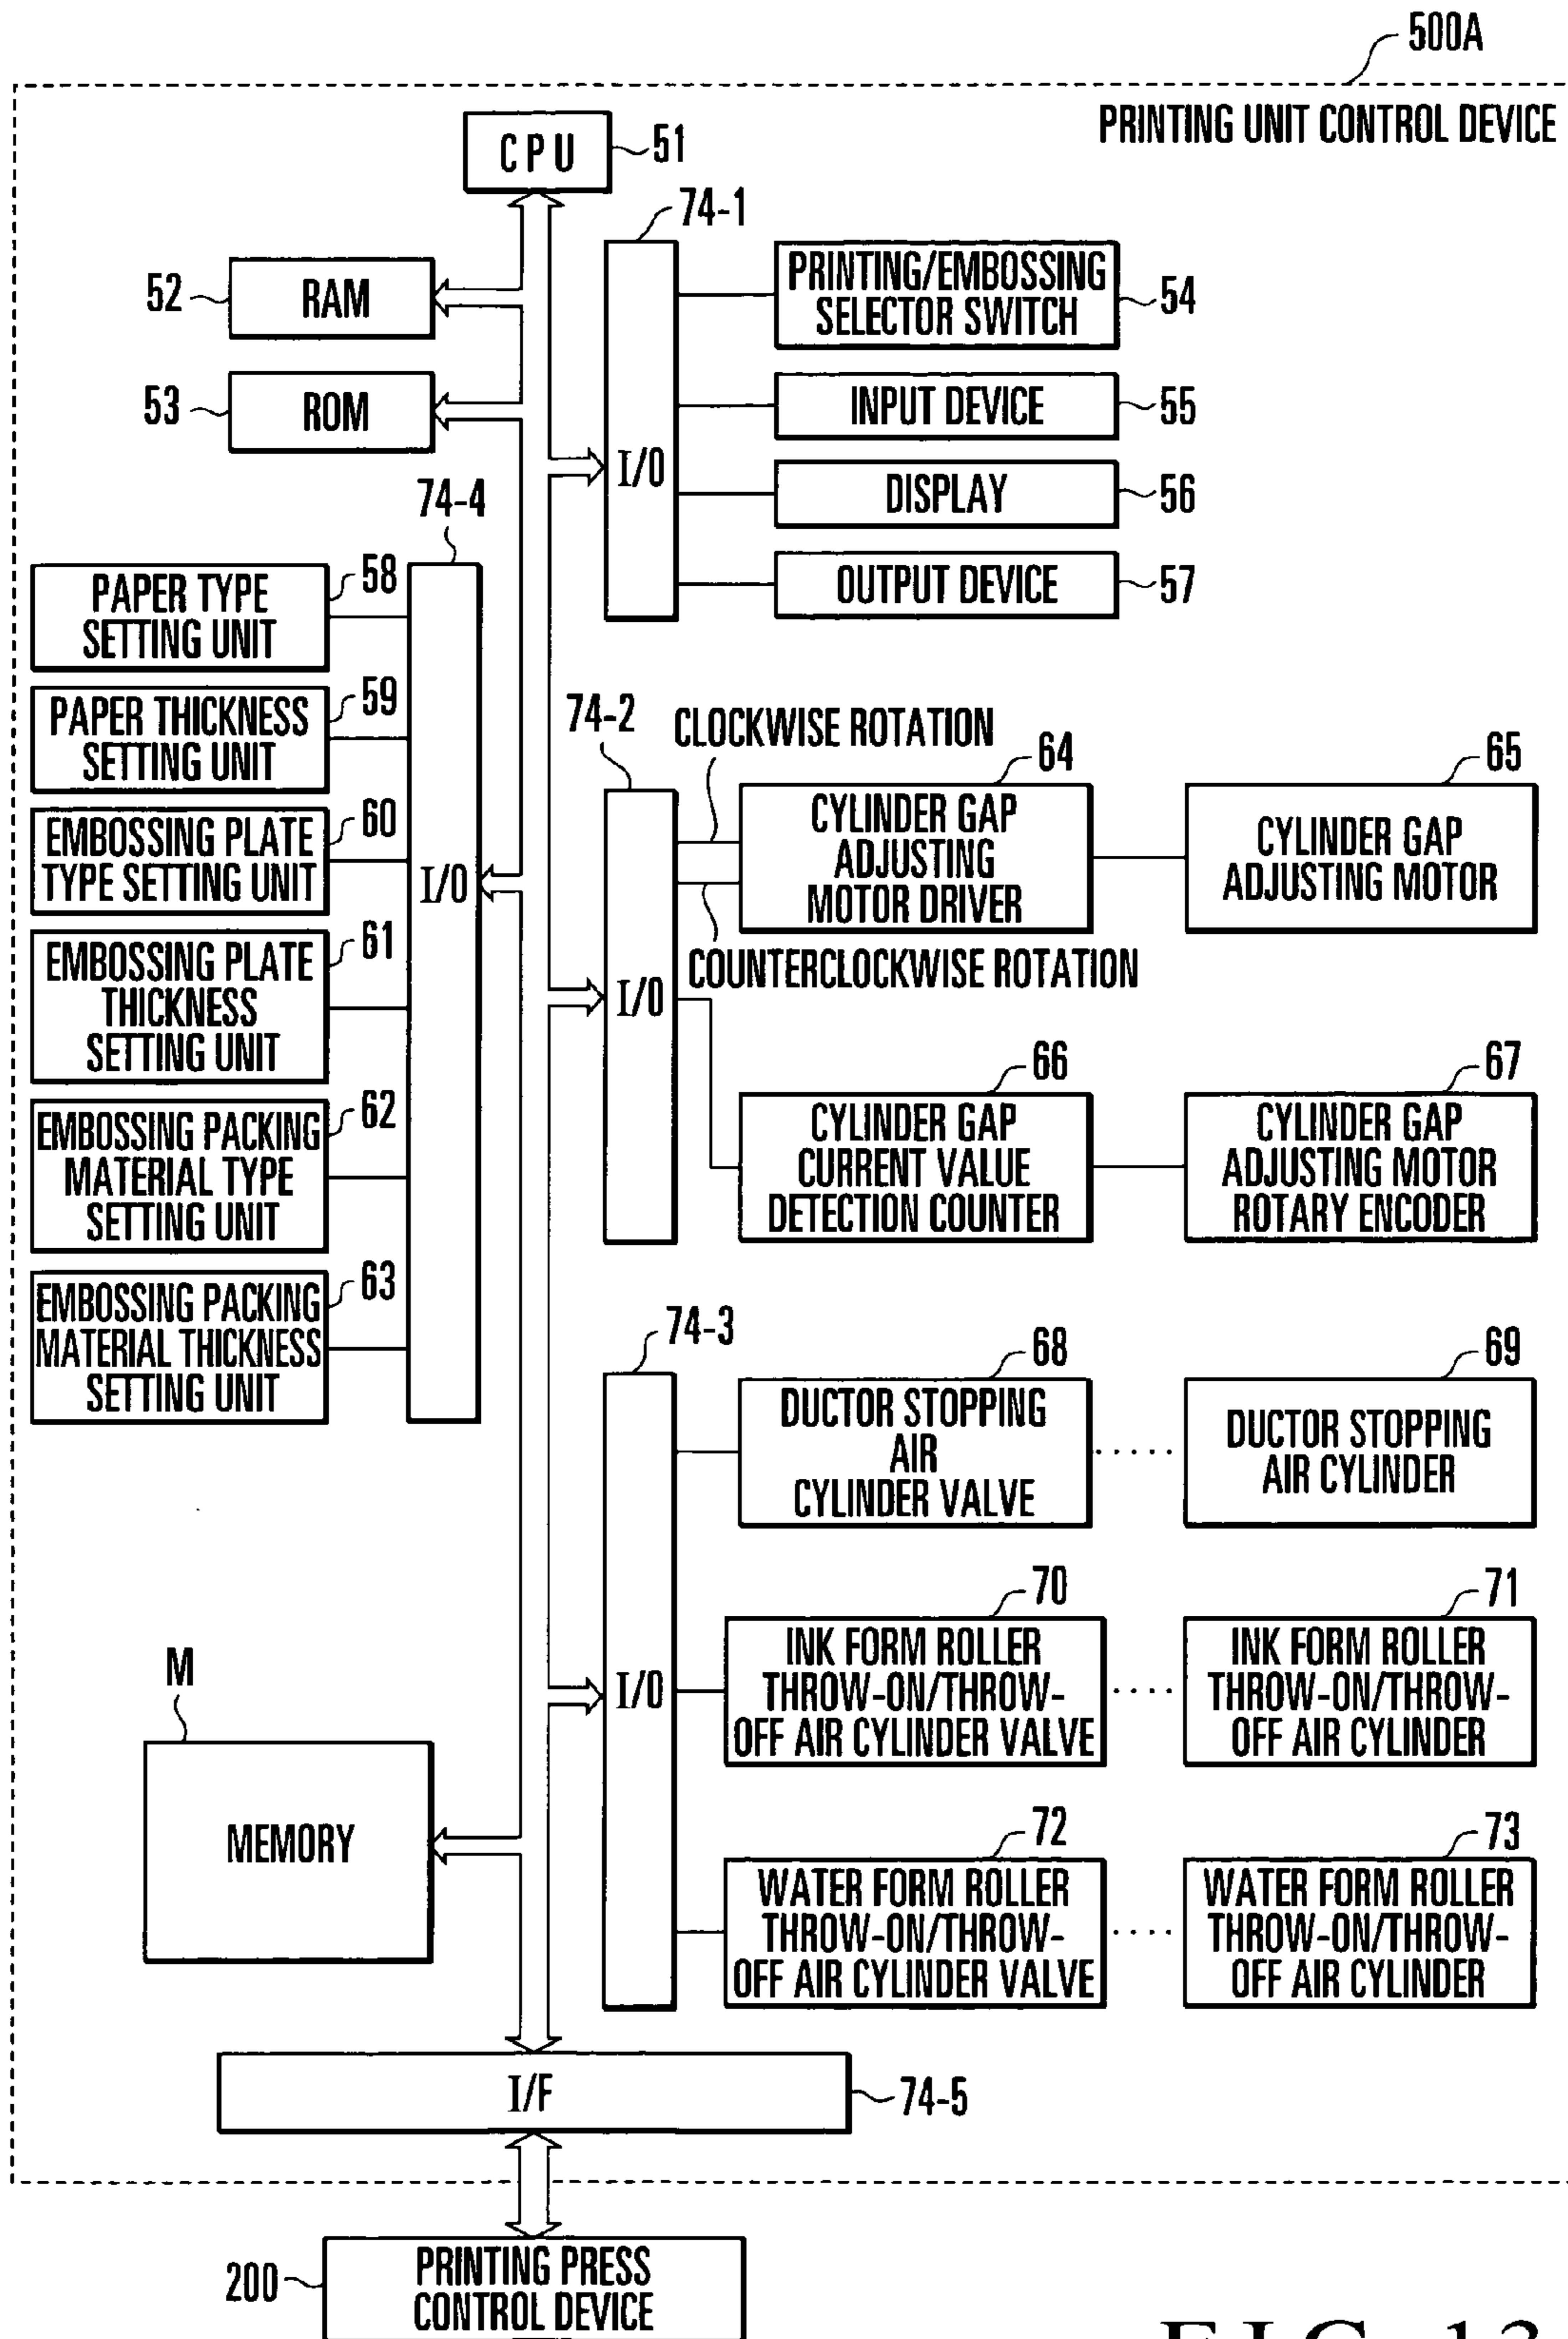 500A
PRINTING UNIT CONTROL DEVICE
CPU
51
74-1
52
RAM
PRINTING/EMBOSSING
SELECTOR SWITCH
54
53
ROM
INPUT DEVICE
55
I/O
74-4
DISPLAY
56
OUTPUT DEVICE
57
PAPER TYPE
SETTING UNIT
58
PAPER THICKNESS
SETTING UNIT
59
EMBOSSING PLATE
TYPE SETTING UNIT
60
I/O
EMBOSSING PLATE
THICKNESS
SETTING UNIT
61
EMBOSSING PACKING
MATERIAL TYPE
SETTING UNIT
62
EMBOSSING PACKING
MATERIAL THICKNESS
SETTING UNIT
63
74-2
CLOCKWISE ROTATION
64
CYLINDER GAP
ADJUSTING
MOTOR DRIVER
65
CYLINDER GAP
ADJUSTING MOTOR
COUNTERCLOCKWISE ROTATION
I/O
66
CYLINDER GAP
CURRENT VALUE
DETECTION COUNTER
67
CYLINDER GAP
ADJUSTING MOTOR
ROTARY ENCODER
74-3
68
DUCTOR STOPPING
AIR
CYLINDER VALVE
69
DUCTOR STOPPING
AIR CYLINDER
I/O
70
INK FORM ROLLER
THROW-ON/THROW-
OFF AIR CYLINDER VALVE
71
INK FORM ROLLER
THROW-ON/THROW-
OFF AIR CYLINDER
M
MEMORY
72
WATER FORM ROLLER
THROW-ON/THROW-
OFF AIR CYLINDER VALVE
73
WATER FORM ROLLER
THROW-ON/THROW-
OFF AIR CYLINDER
I/F
74-5
200
PRINTING PRESS
CONTROL DEVICE
FIG. 13